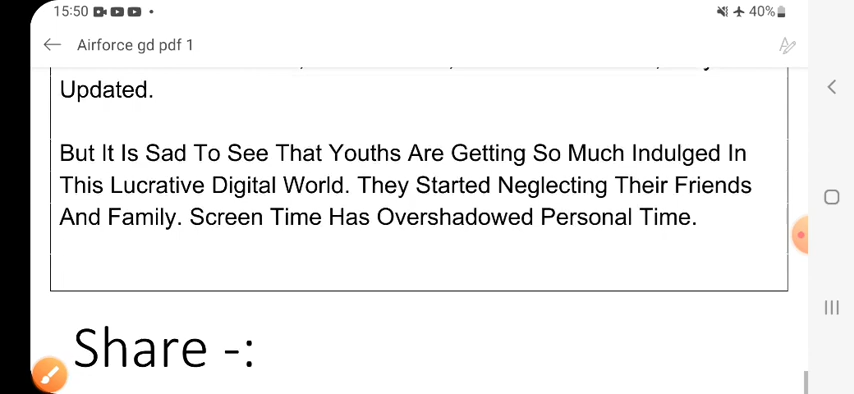 15:50
40%
Airforce gd pdf 1
Updated.
But It Is Sad To See That Youths Are Getting So Much Indulged In
This Lucrative Digital World. They Started Neglecting Their Friends
And Family. Screen Time Has Overshadowed Personal Time.
Share -: